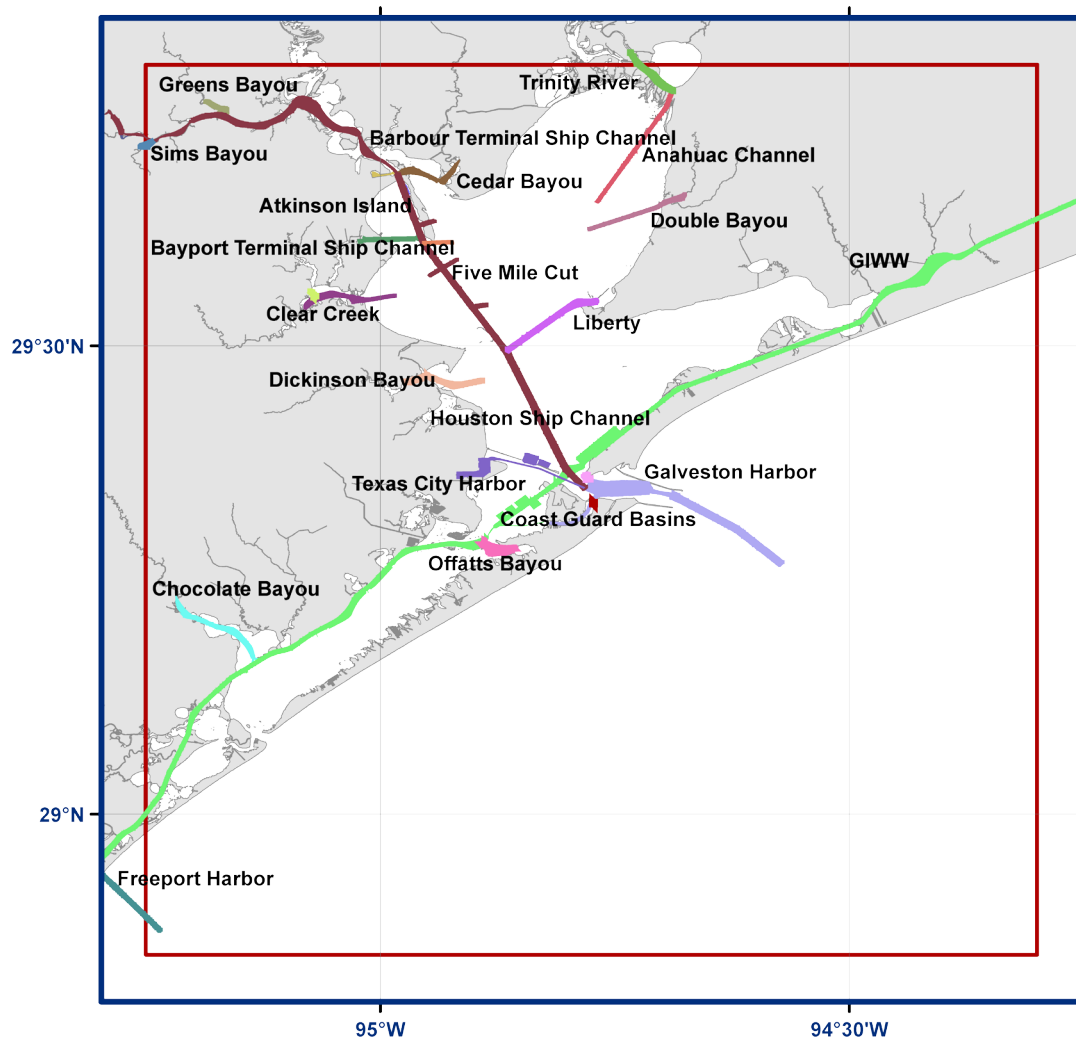 Trinity River
Greens Bayou
Barbour Terminal Ship Channel
Sims Bayou
Anahuac Channel
Cedar Bayou
Atkinson Island
Double Bayou
Bayport Terminal Ship Channel
GIWW
Five Mile Cut
Clear Creek
Liberty
29°30'N
Dickinson Bayou
Houston Ship Channel
Galveston Harbor
Texas City Harbor
Coast Guard Basins
Offatts Bayou
Chocolate Bayou
29°N
Freeport Harbor
95°W
94°30'W